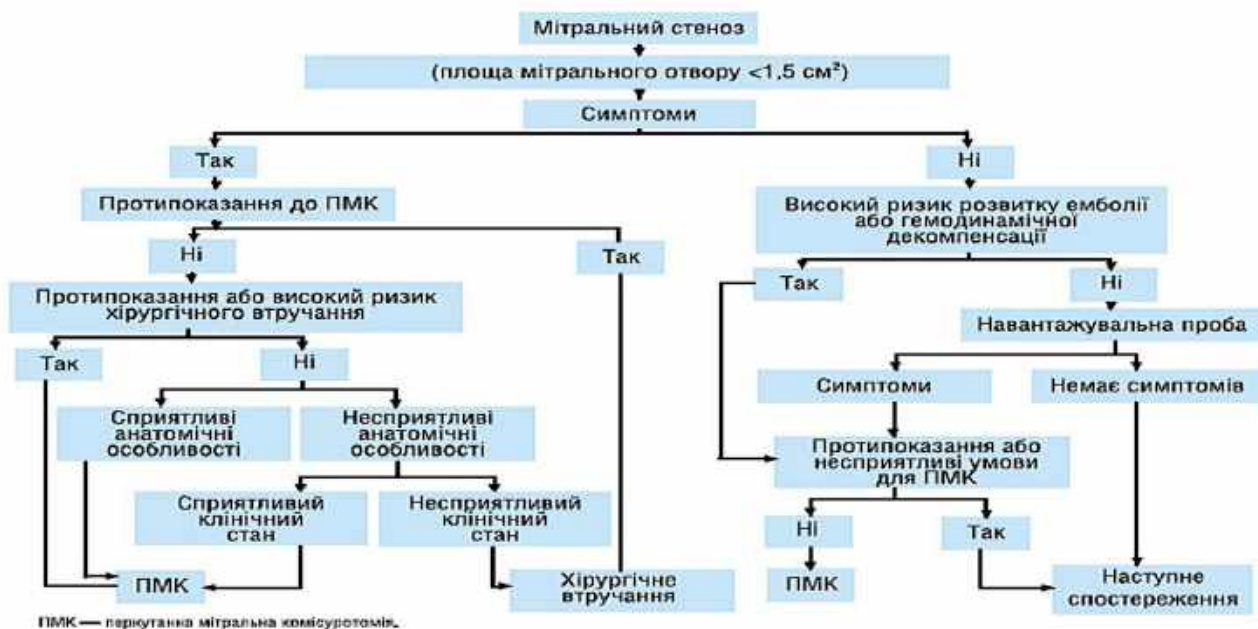 Мітральний стеноз
(площа мітрального отвору <1,5 см²)
Симптоми
Так
Ні
Протипоказання до ПМК
Високий ризик розвитку емболії
або гемодинамічної
декомпенсації
Ні
Так
Так
Ні
Протипоказання або високий ризик
хірургічного втручання
Навантажувальна проба
Так
Ні
Симптоми
Немає симптомів
Сприятливі
анатомічні
особливості
Несприятливі
анатомічні
особливості
Протипоказання або
несприятливі умови
для ПМК
Сприятливий
клінічний
стан
Несприятливий
клінічний
стан
Ні
Так
ПМК
Хірургічне
втручання
ПМК
Наступне
спостереження
ПМК — перкутанна мітральна комісуротомія.